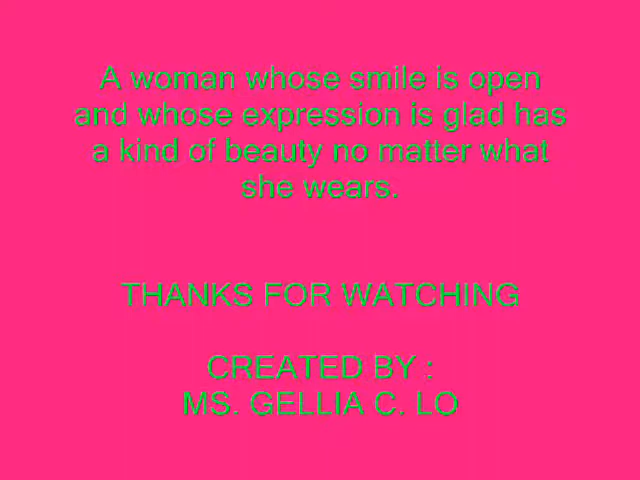 A woman whose smile is open
and whose expression is glad has
a kind of beauty no matter what
she wears.
THANKS FOR WATCHING
CREATED BY :
MS. GELLIA C. LO